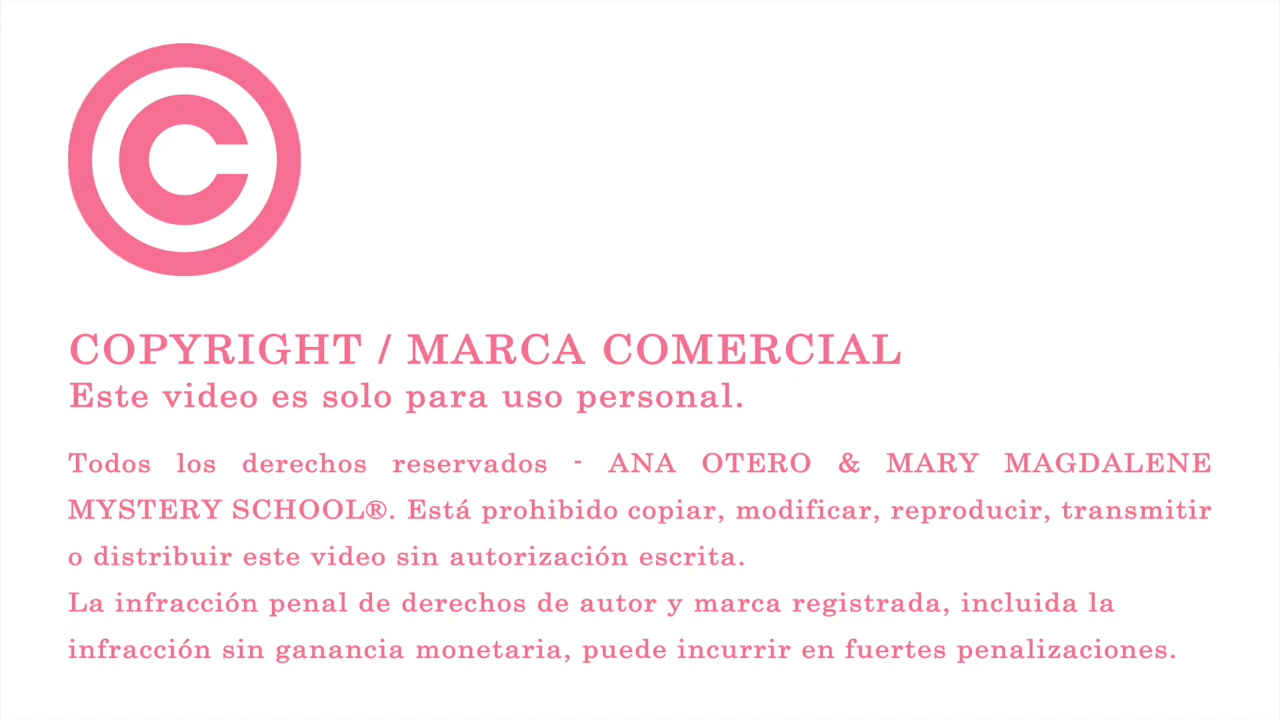 ©
COPYRIGHT / MARCA COMERCIAL
Este video es solo para uso personal.
Todos los derechos reservados - ANA OTERO & MARY MAGDALENE
MYSTERY SCHOOL®. Está prohibido copiar, modificar, reproducir, transmitir
o distribuir este video sin autorización escrita.
La infracción penal de derechos de autor y marca registrada, incluida la
infracción sin ganancia monetaria, puede incurrir en fuertes penalizaciones.